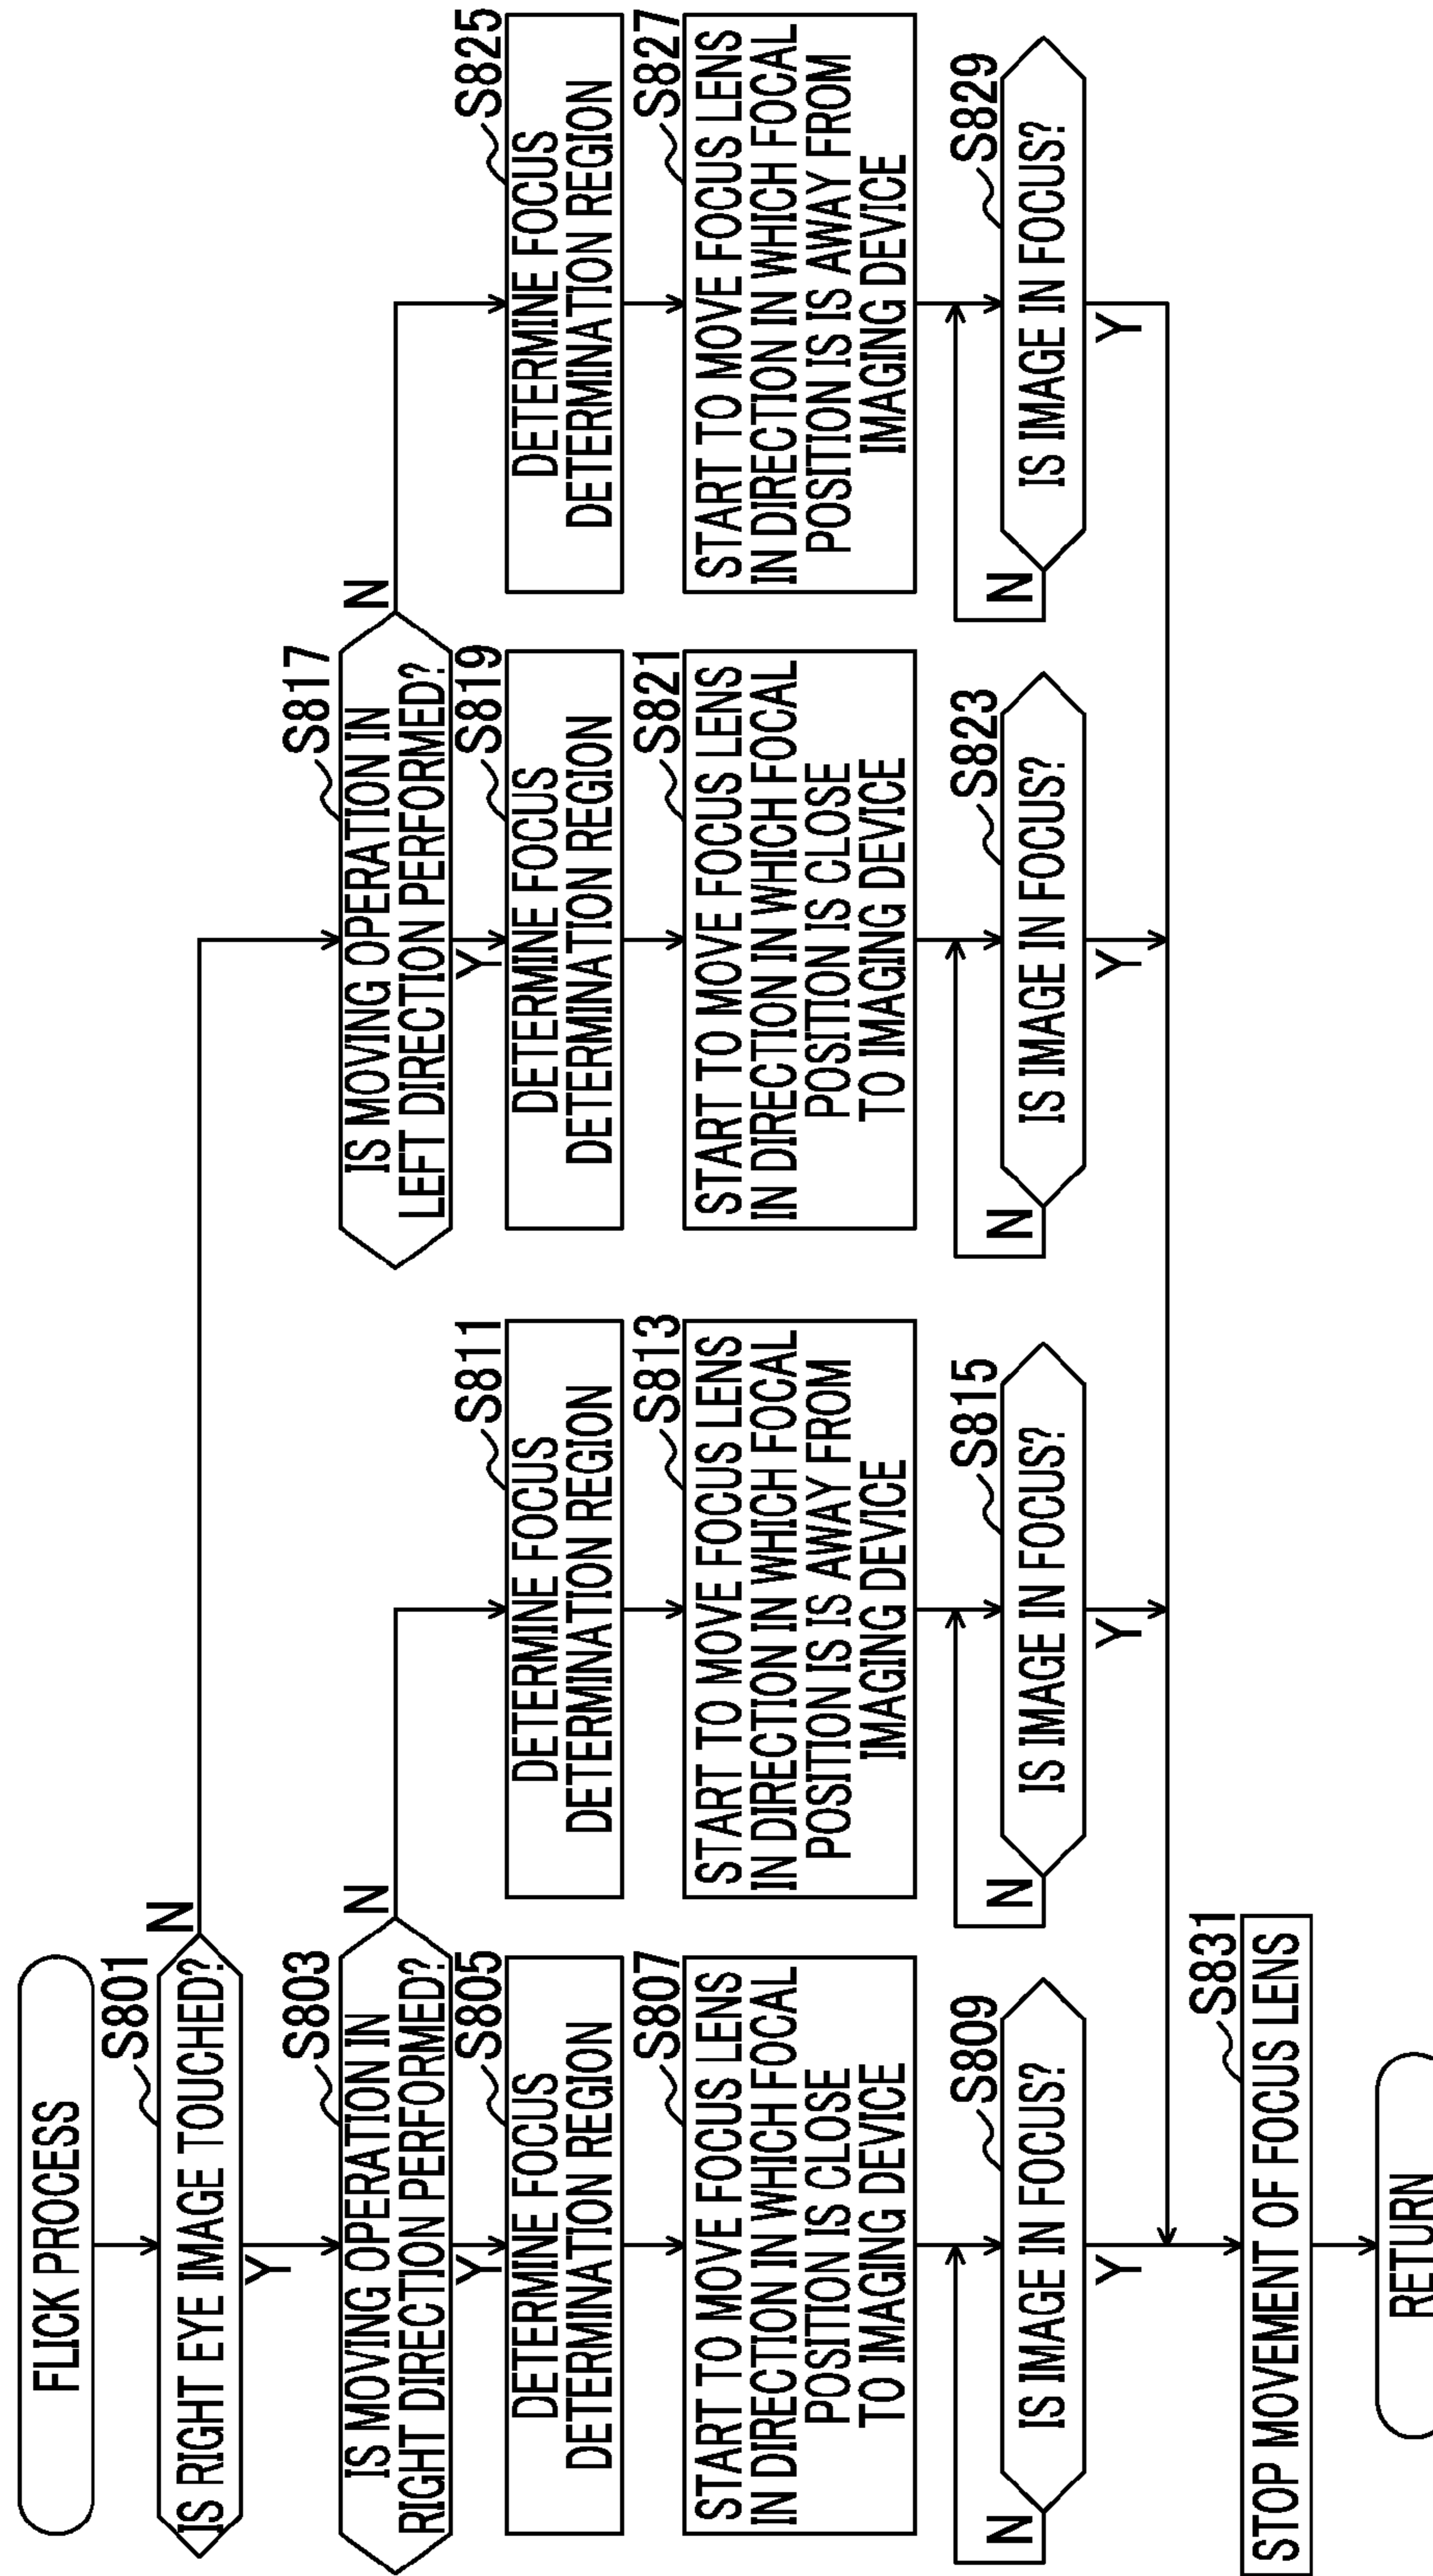 FLICK PROCESS
S801
IS RIGHT EYE IMAGE TOUCHED?
N
Y
S803
IS MOVING OPERATION IN
RIGHT DIRECTION PERFORMED?
N
Y
S805
DETERMINE FOCUS
DETERMINATION REGION
S807
START TO MOVE FOCUS LENS
IN DIRECTION IN WHICH FOCAL
POSITION IS CLOSE
TO IMAGING DEVICE
S809
IS IMAGE IN FOCUS?
N
Y
S811
DETERMINE FOCUS
DETERMINATION REGION
S813
START TO MOVE FOCUS LENS
IN DIRECTION IN WHICH FOCAL
POSITION IS AWAY FROM
IMAGING DEVICE
S815
IS IMAGE IN FOCUS?
N
Y
S817
IS MOVING OPERATION IN
LEFT DIRECTION PERFORMED?
N
Y
S819
DETERMINE FOCUS
DETERMINATION REGION
S821
START TO MOVE FOCUS LENS
IN DIRECTION IN WHICH FOCAL
POSITION IS CLOSE
TO IMAGING DEVICE
S823
IS IMAGE IN FOCUS?
N
Y
S825
DETERMINE FOCUS
DETERMINATION REGION
S827
START TO MOVE FOCUS LENS
IN DIRECTION IN WHICH FOCAL
POSITION IS AWAY FROM
IMAGING DEVICE
S829
IS IMAGE IN FOCUS?
N
Y
S831
STOP MOVEMENT OF FOCUS LENS
RETURN